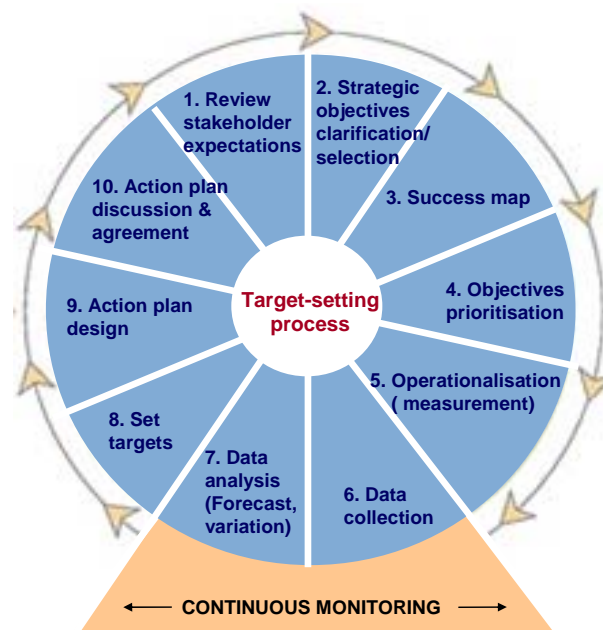 1. Review
stakeholder
expectations
2. Strategic
objectives
clarification/
selection
3. Success map
4. Objectives
prioritisation
5. Operationalisation
( measurement)
6. Data
collection
7. Data
analysis
(Forecast,
variation)
8. Set
targets
9. Action plan
design
10. Action plan
discussion &
agreement
Target-setting
process
CONTINUOUS MONITORING